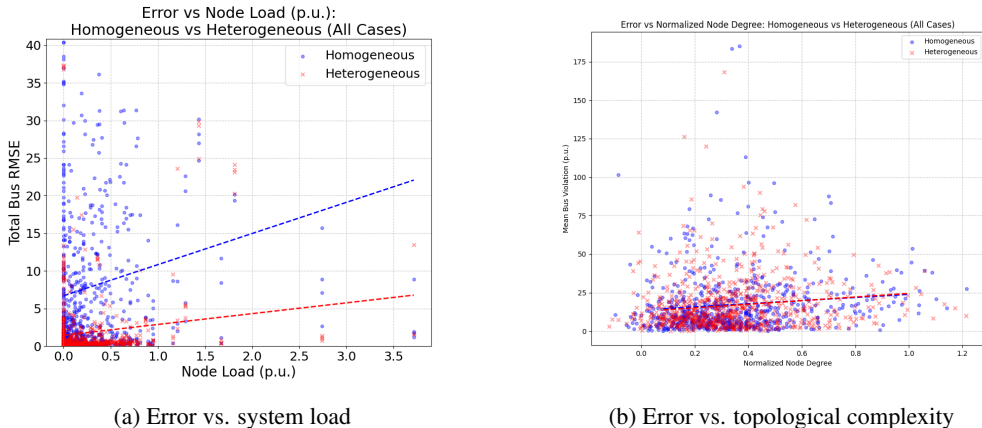 Error vs Node Load (p.u.):
Homogeneous vs Heterogeneous (All Cases)
Homogeneous
Heterogeneous
Total Bus RMSE
40
35
30
25
20
15
10
5
0
0.0 0.5 1.0 1.5 2.0 2.5 3.0 3.5
Node Load (p.u.)
(a) Error vs. system load
Error vs Normalized Node Degree: Homogeneous vs Heterogeneous (All Cases)
Homogeneous
Heterogeneous
Mean Bus Violation (p.u.)
175
150
125
100
75
50
25
0
0.0 0.2 0.4 0.6 0.8 1.0 1.2
Normalized Node Degree
(b) Error vs. topological complexity